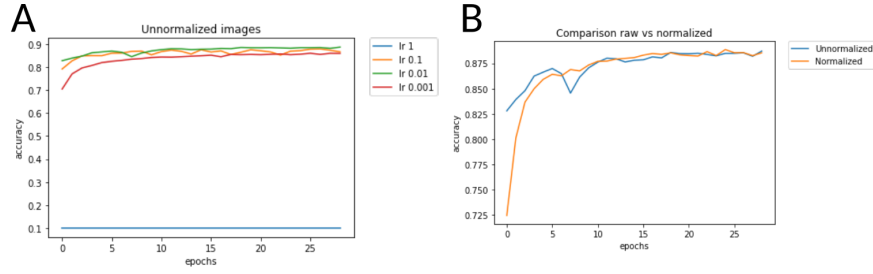 A
Unnormalized images
0.9
0.8
0.7
0.6
0.5
0.4
0.3
0.2
0.1
accuracy
0 5 10 15 20 25
epochs
lr 1
lr 0.1
lr 0.01
lr 0.001
B
Comparison raw vs normalized
0.875
0.850
0.825
0.800
0.775
0.750
0.725
accuracy
0 5 10 15 20 25
epochs
Unnormalized
Normalized